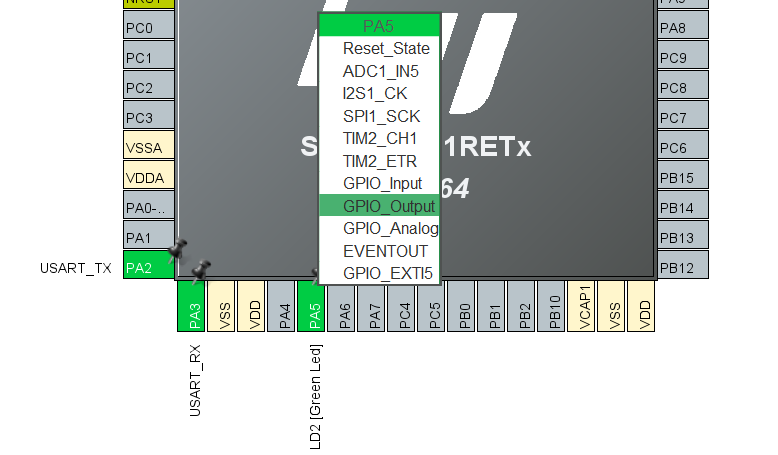 PC0
PC1
PC2
PC3
VSSA
VDDA
PA0-..
PA1
USART_TX
PA2
PA5
Reset_State
ADC1_IN5
I2S1_CK
SPI1_SCK
TIM2_CH1
TIM2_ETR
GPIO_Input
GPIO_Output
GPIO_Analog
EVENTOUT
GPIO_EXTI5
S
1RETx
64
PA8
PC9
PC8
PC7
PC6
PB15
PB14
PB13
PB12
PA3
VSS
VDD
PA4
PA5
PA6
PA7
PC4
PC5
PB0
PB1
PB2
PB10
VCAP1
VSS
VDD
USART_RX
LD2 [Green Led]